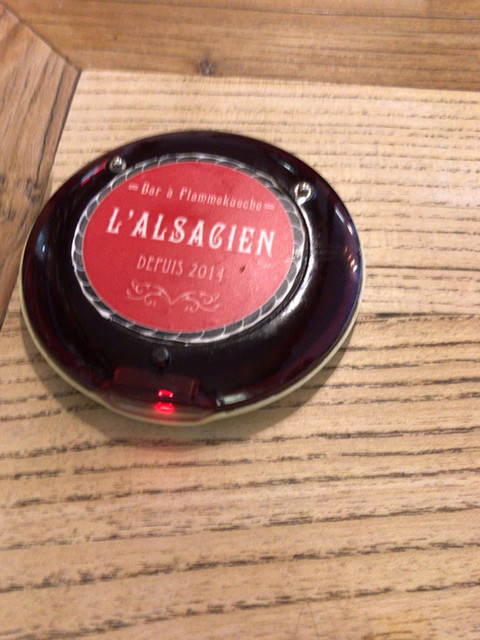 Bar à Flammekueche
L'ALSACIEN
DEPUIS 2014